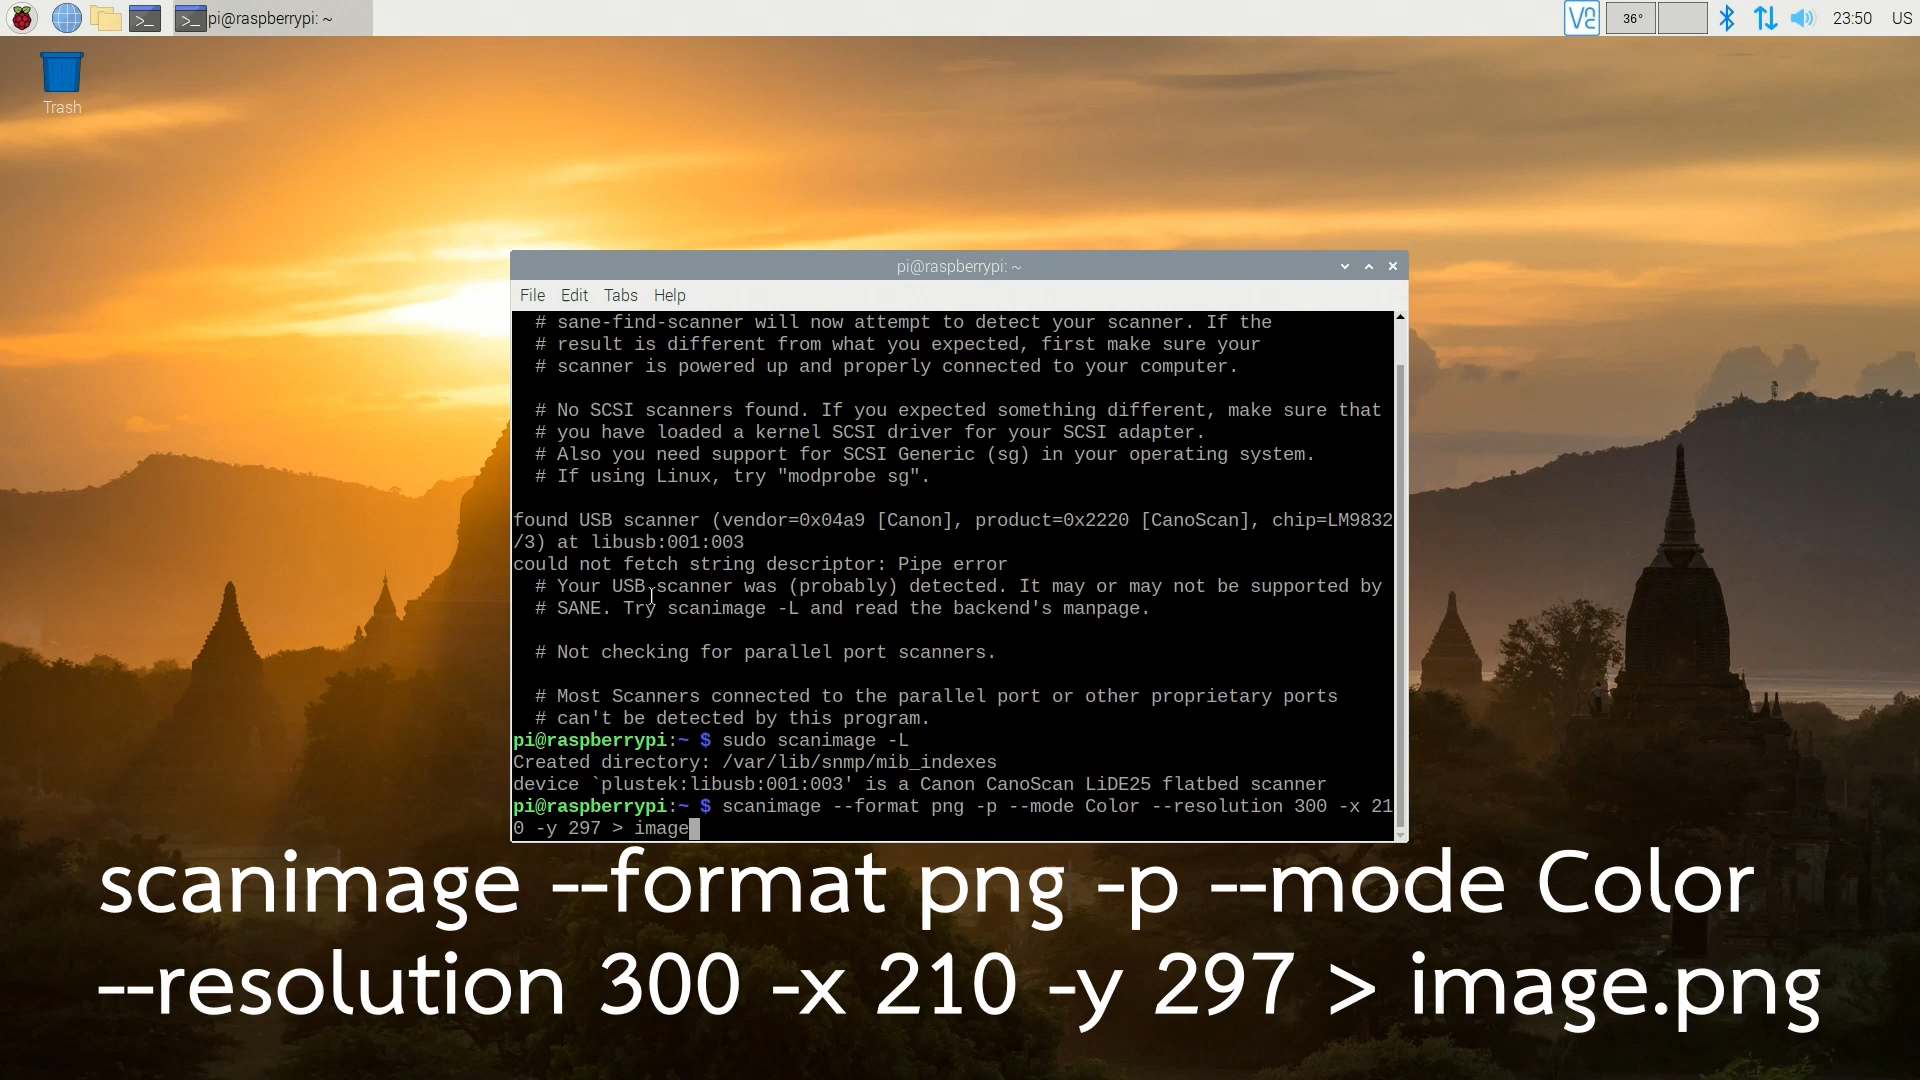 pi@raspberrypi: ~
36°
23:50
US
Trash
pi@raspberrypi: ~
File Edit Tabs Help
# sane-find-scanner will now attempt to detect your scanner. If the
# result is different from what you expected, first make sure your
# scanner is powered up and properly connected to your computer.
# No SCSI scanners found. If you expected something different, make sure that
# you have loaded a kernel SCSI driver for your SCSI adapter.
# Also you need support for SCSI Generic (sg) in your operating system.
# If using Linux, try "modprobe sg".
found USB scanner (vendor=0x04a9 [Canon], product=0x2220 [CanoScan], chip=LM9832
/3) at libusb:001:003
could not fetch string descriptor: Pipe error
# Your USB scanner was (probably) detected. It may or may not be supported by
# SANE. Try scanimage -L and read the backend's manpage.
# Not checking for parallel port scanners.
# Most Scanners connected to the parallel port or other proprietary ports
# can't be detected by this program.
pi@raspberrypi:~ $ sudo scanimage -L
Created directory: /var/lib/snmp/mib_indexes
device `plustek:libusb:001:003' is a Canon CanoScan LiDE25 flatbed scanner
pi@raspberrypi:~ $ scanimage --format png -p --mode Color --resolution 300 -x 21
0 -y 297 > image
scanimage --format png -p --mode Color
--resolution 300 -x 210 -y 297 > image.png